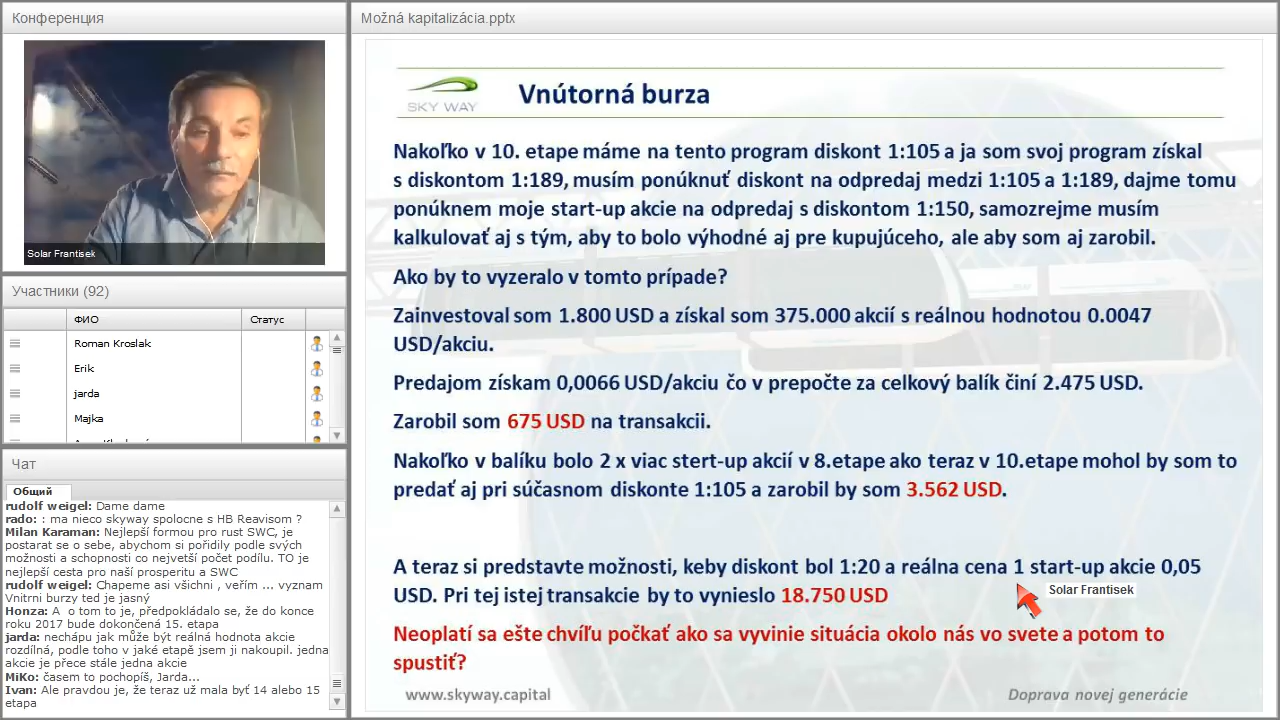 Конференция
Solar Frantisek
Участники (92)
ФИО
Статус
Roman Kroslak
Erik
jarda
Majka
Чат
Общий
rudolf weigel: Dame dame
rado: : ma nieco skyway spolocne s HB Reavisom ?
Milan Karaman: Nejlepší formou pro rust SWC, je
postarat se o sebe, abychom si pořídily podle svých
možnosti a schopnosti co nejvetší počet podílu. TO je
nejlepší cesta pro naší prosperitu a SWC
rudolf weigel: Chapeme asi všichni , veřím ... vyznam
Vnitrni burzy ted je jasný
Honza: A o tom to je, předpokládalo se, že do konce
roku 2017 bude dokončená 15. etapa
jarda: nechápu jak může být reálná hodnota akcie
rozdílná, podle toho v jaké etapě jsem ji nakoupil. jedna
akcie je přece stále jedna akcie
MiKo: časem to pochopíš, Jarda...
Ivan: Ale pravdou je, že teraz už mala byť 14 alebo 15
etapa
Možná kapitalizácia.pptx
SKY WAY
Vnútorná burza
Nakoľko v 10. etape máme na tento program diskont 1:105 a ja som svoj program získal
s diskontom 1:189, musím ponúknuť diskont na odpredaj medzi 1:105 a 1:189, dajme tomu
ponúknem moje start-up akcie na odpredaj s diskontom 1:150, samozrejme musím
kalkulovať aj s tým, aby to bolo výhodné aj pre kupujúceho, ale aby som aj zarobil.
Ako by to vyzeralo v tomto prípade?
Zainvestoval som 1.800 USD a získal som 375.000 akcií s reálnou hodnotou 0.0047
USD/akciu.
Predajom získam 0,0066 USD/akciu čo v prepočte za celkový balík činí 2.475 USD.
Zarobil som 675 USD na transakcii.
Nakoľko v balíku bolo 2 x viac start-up akcií v 8.etape ako teraz v 10.etape mohol by som to
predať aj pri súčasnom diskonte 1:105 a zarobil by som 3.562 USD.
A teraz si predstavte možnosti, keby diskont bol 1:20 a reálna cena 1 start-up akcie 0,05
USD. Pri tej istej transakcie by to vynieslo 18.750 USD
Solar Frantisek
Neoplatí sa ešte chvíľu počkať ako sa vyvinie situácia okolo nás vo svete a potom to
spustiť?
www.skyway.capital
Doprava novej generácie